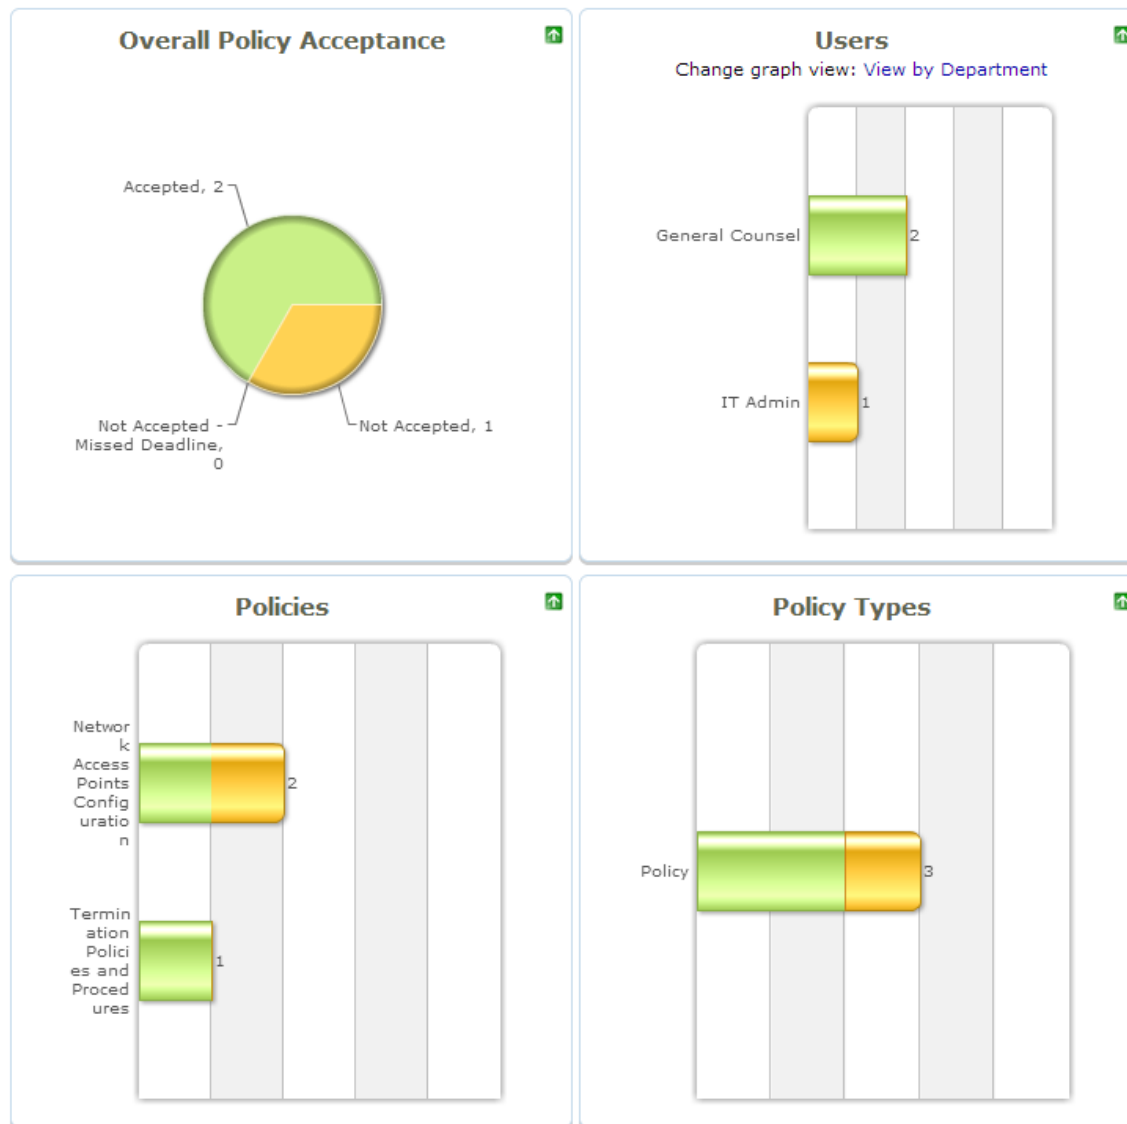 Overall Policy Acceptance
Accepted, 2
Not Accepted -
Missed Deadline,
0
Not Accepted, 1
Users
Change graph view: View by Department
General Counsel
2
IT Admin
1
Policies
Networ
k
Access
Points
Config
uratio
n
2
Termin
ation
Polici
es and
Proced
ures
1
Policy Types
Policy
3